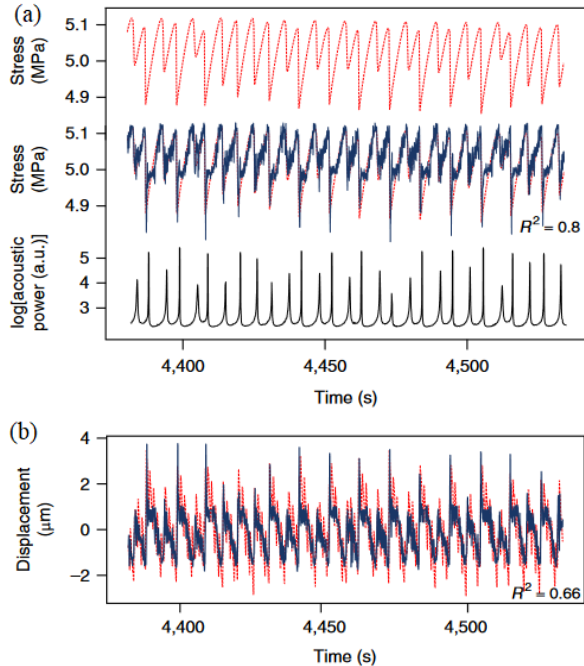 (a)
Stress
(MPa)
5.1
5.0
4.9
Stress
(MPa)
5.1
5.0
4.9
R² = 0.8
log[acoustic
power (a.u.)]
5
4
3
4,400
4,450
4,500
Time (s)
(b)
Displacement
(μm)
4
2
0
−2
R² = 0.66
4,400
4,450
4,500
Time (s)